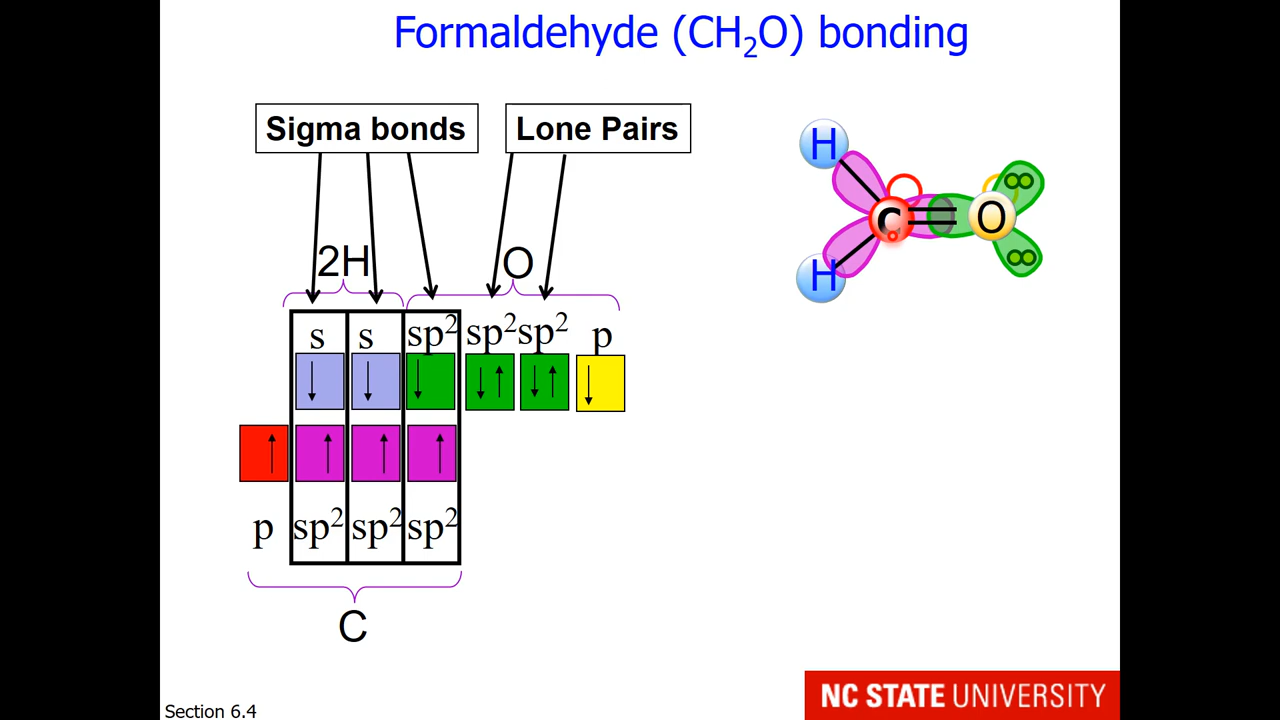 Formaldehyde (CH₂O) bonding
Sigma bonds
Lone Pairs
2H
O
s s sp² sp² sp² p
p sp² sp² sp²
C
H
C
O
H
Section 6.4
NC STATE UNIVERSITY